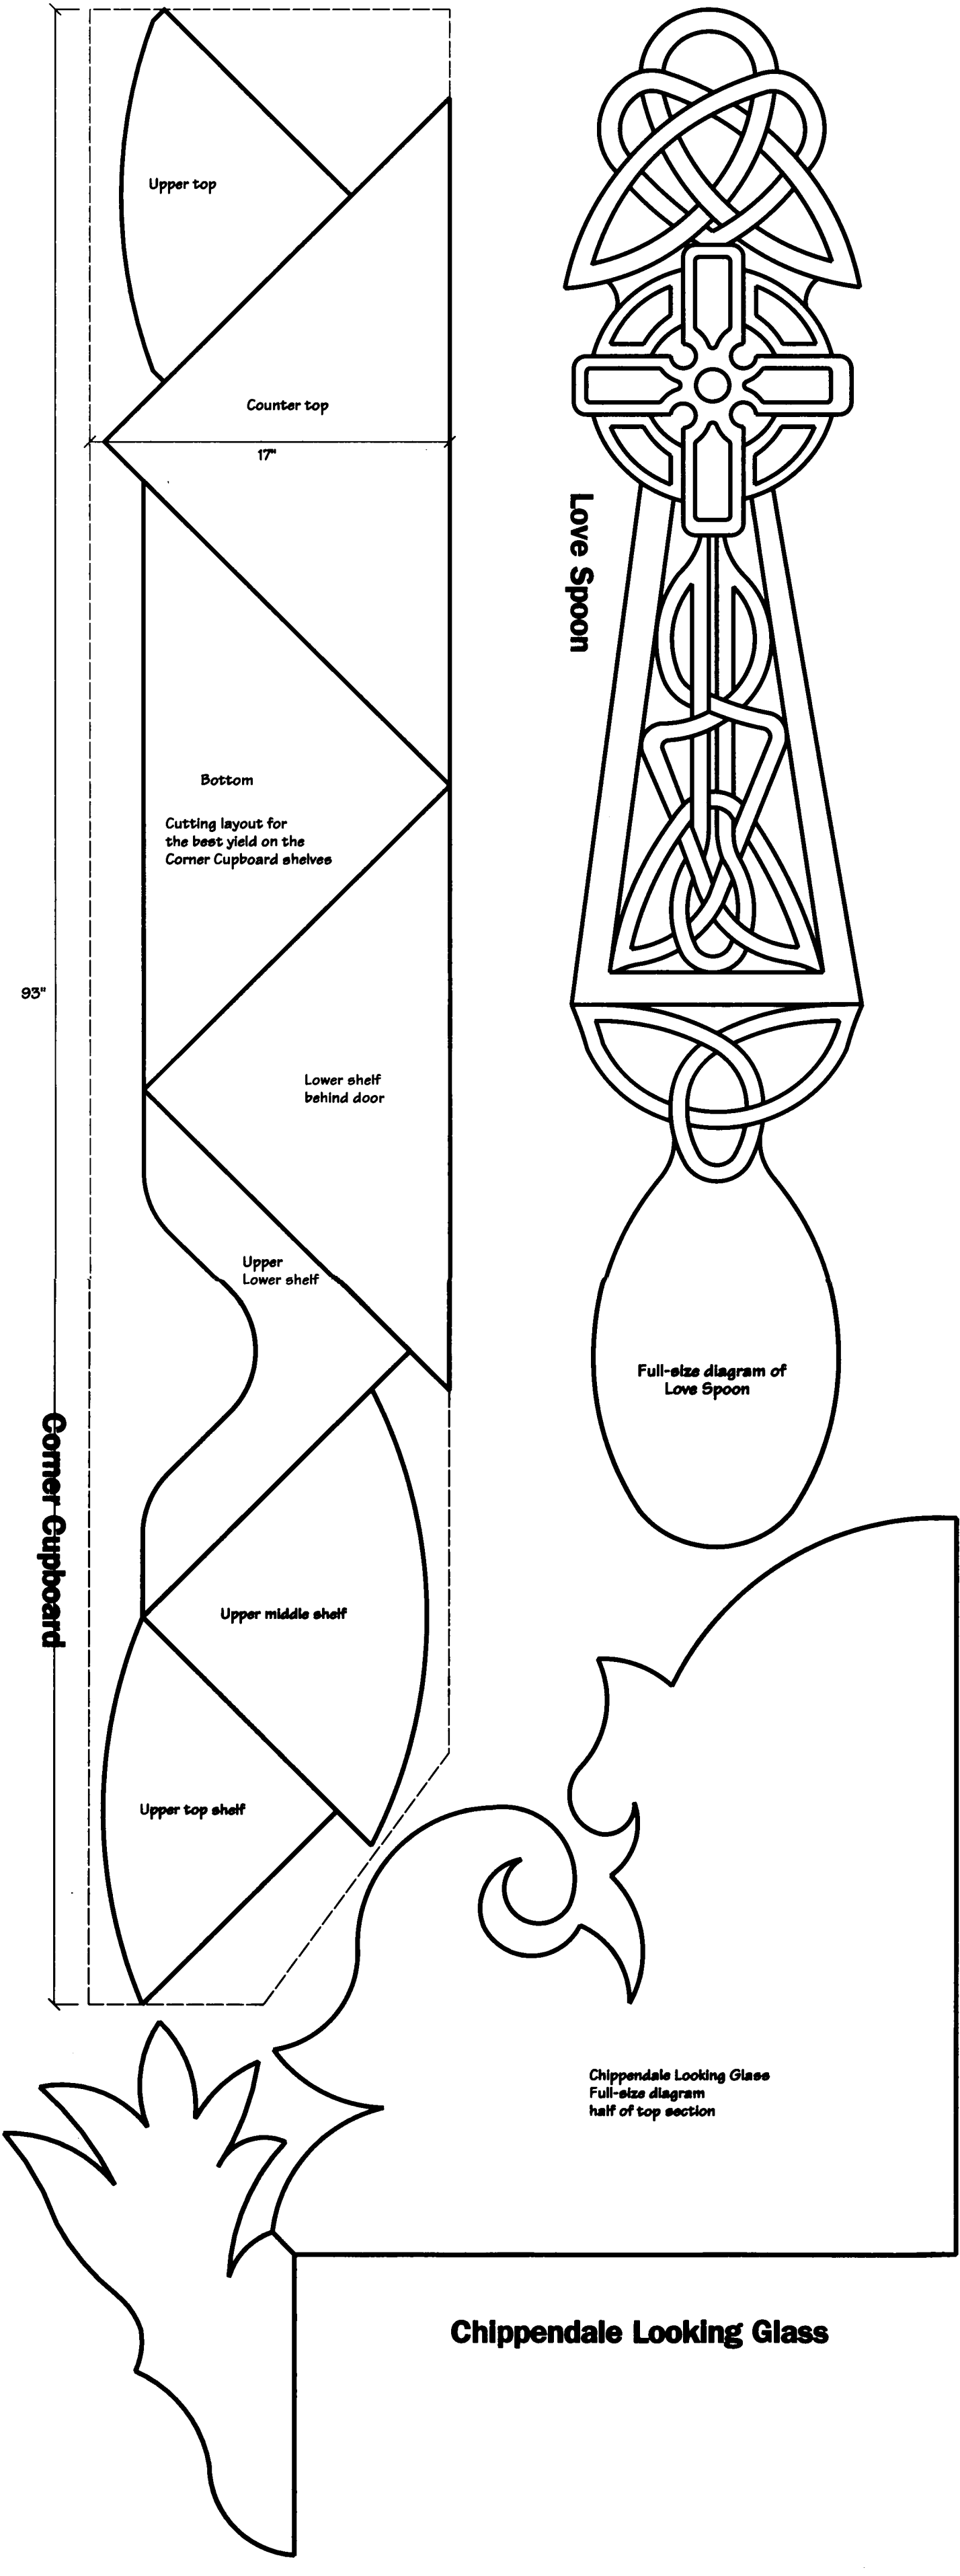 Upper top
Counter top
17"
Love Spoon
Bottom
Cutting layout for
the best yield on the
Corner Cupboard shelves
93"
Lower shelf
behind door
Upper
Lower shelf
Full-size diagram of
Love Spoon
Corner Cupboard
Upper middle shelf
Upper top shelf
Chippendale Looking Glass
Full-size diagram
half of top section
Chippendale Looking Glass